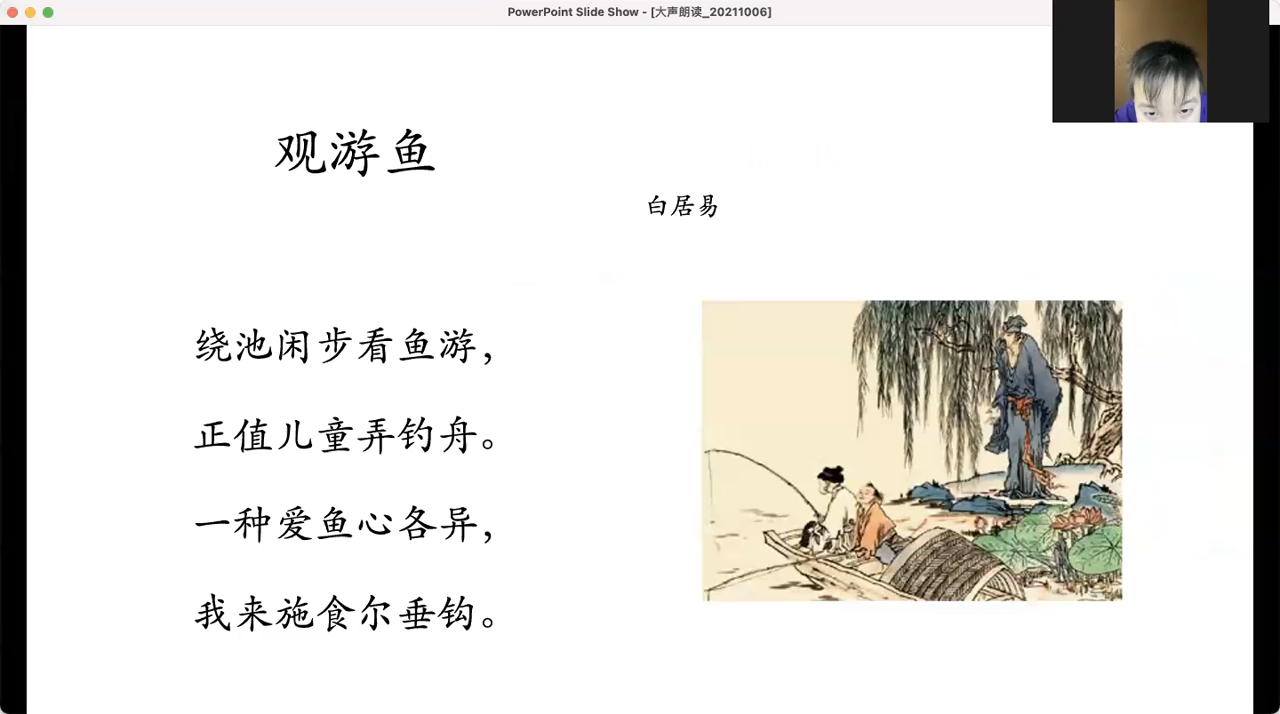 PowerPoint Slide Show - [大声朗读_20211006]
观游鱼
白居易
绕池闲步看鱼游，
正值儿童弄钓舟。
一种爱鱼心各异，
我来施食尔垂钩。